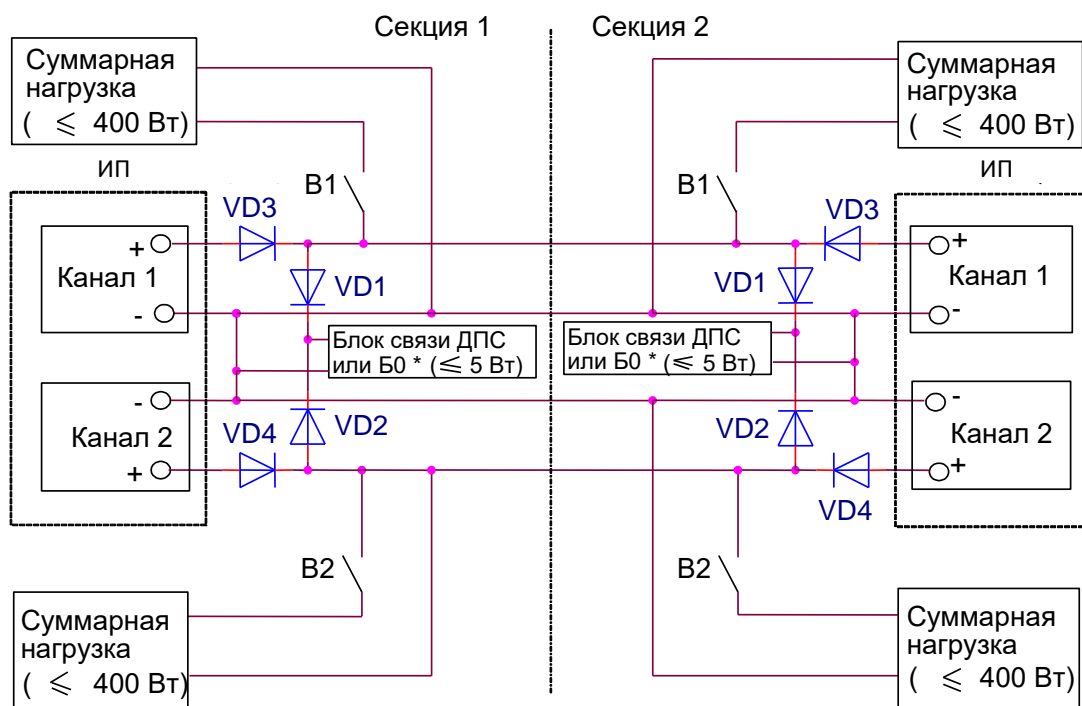 Секция 1
Секция 2
Суммарная
нагрузка
( ⩽ 400 Вт)
Суммарная
нагрузка
( ⩽ 400 Вт)
ИП
ИП
B1
B1
VD3
VD3
+
Канал 1
-
VD1
VD1
+
Канал 1
-
Блок связи ДПС
или Б0 * (⩽ 5 Вт)
Блок связи ДПС
или Б0 * (⩽ 5 Вт)
-
Канал 2
+
VD4
VD2
VD2
VD4
-
Канал 2
+
B2
B2
Суммарная
нагрузка
( ⩽ 400 Вт)
Суммарная
нагрузка
( ⩽ 400 Вт)